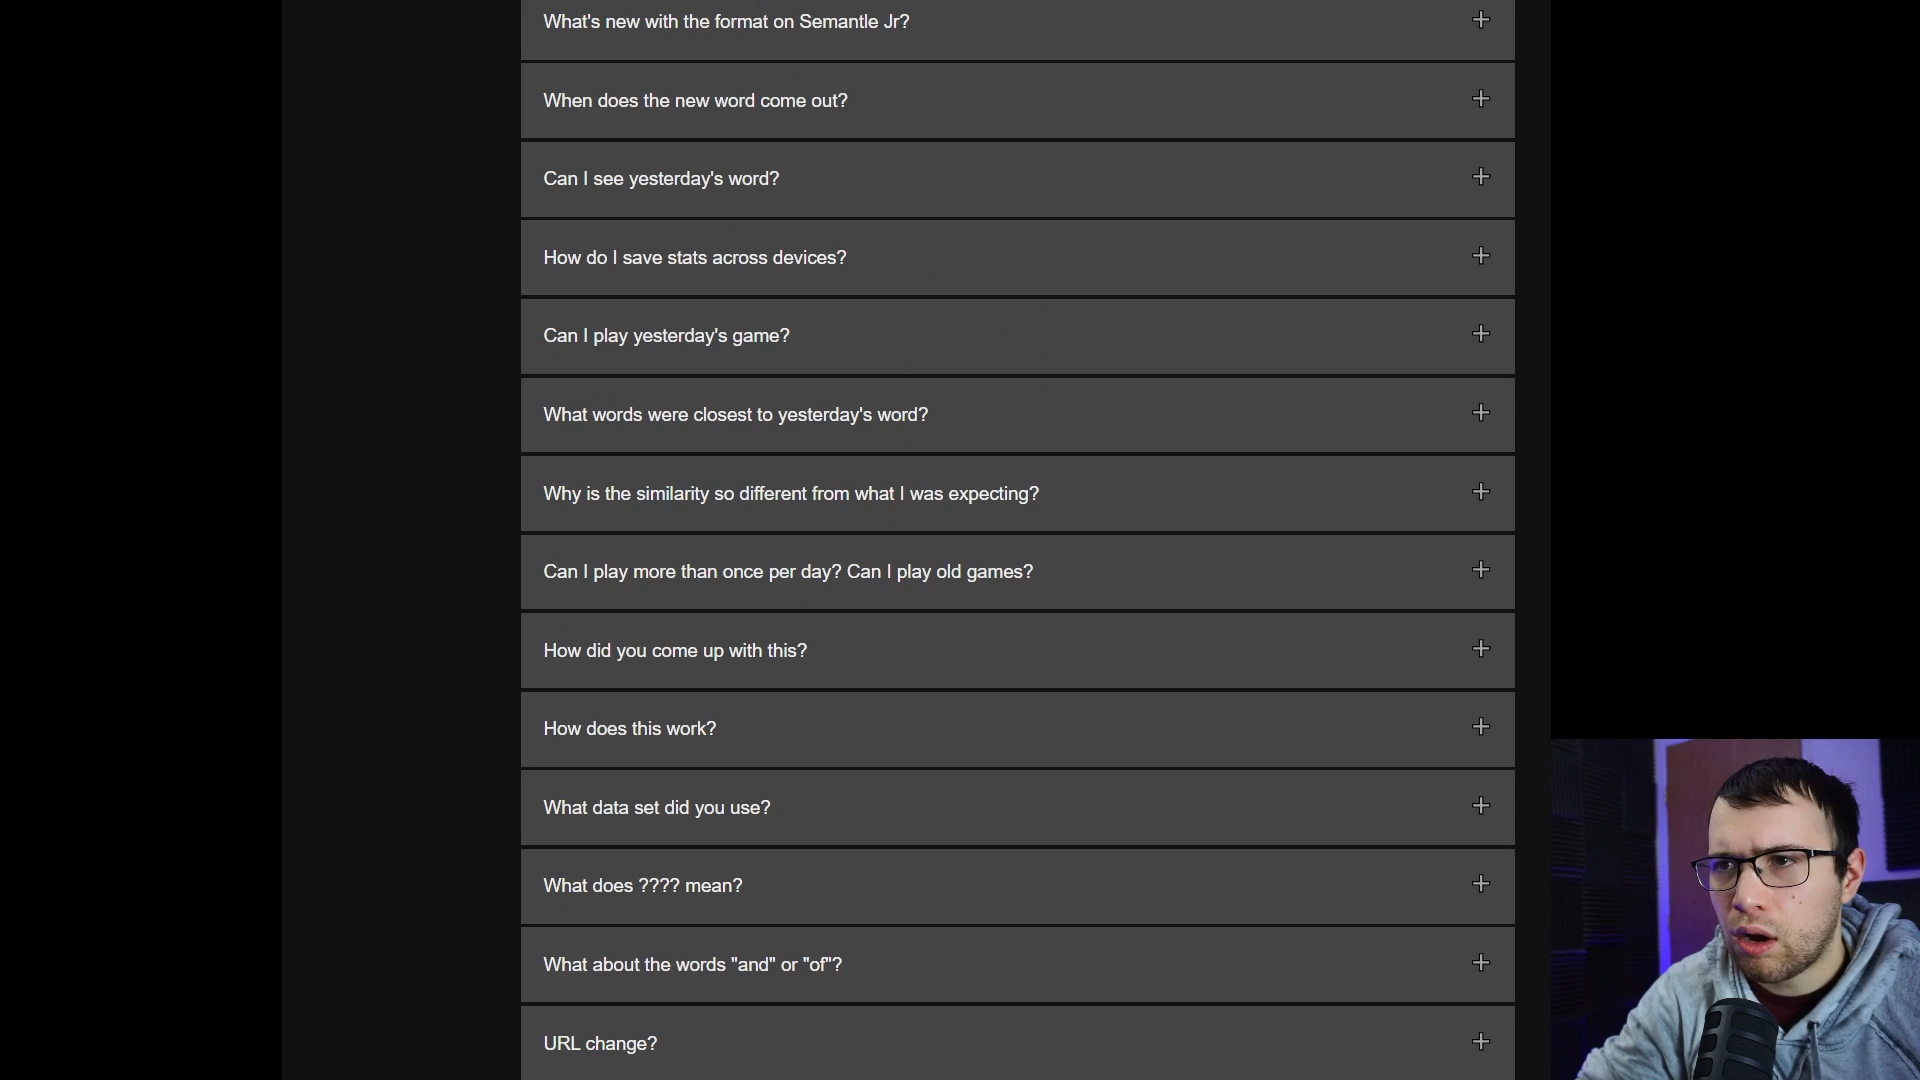 What's new with the format on Semantle Jr?
When does the new word come out?
Can I see yesterday's word?
How do I save stats across devices?
Can I play yesterday's game?
What words were closest to yesterday's word?
Why is the similarity so different from what I was expecting?
Can I play more than once per day? Can I play old games?
How did you come up with this?
How does this work?
What data set did you use?
What does ???? mean?
What about the words "and" or "of"?
URL change?